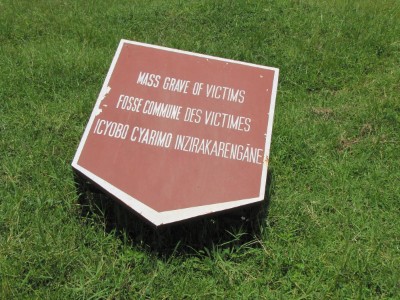 MASS GRAVE OF VICTIMS
FOSSE COMMUNE DES VICTIMES
ICYOBO CYARIMO INZIRAKARENGANE